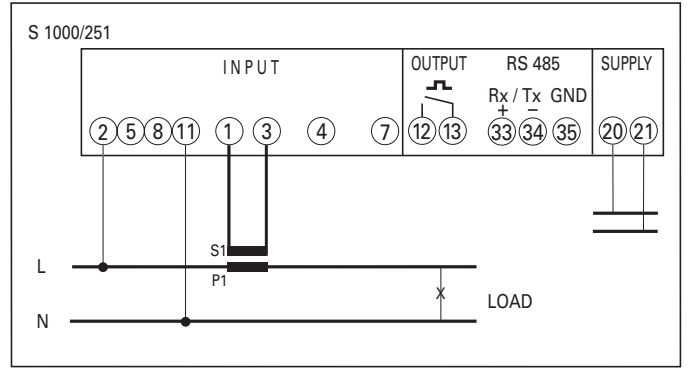 S 1000/251
INPUT
OUTPUT
RS 485
SUPPLY
Rx / Tx GND
+ −
2 5 8 11 1 3 4 7 12 13 33 34 35 20 21
S1
L
P1
X
LOAD
N